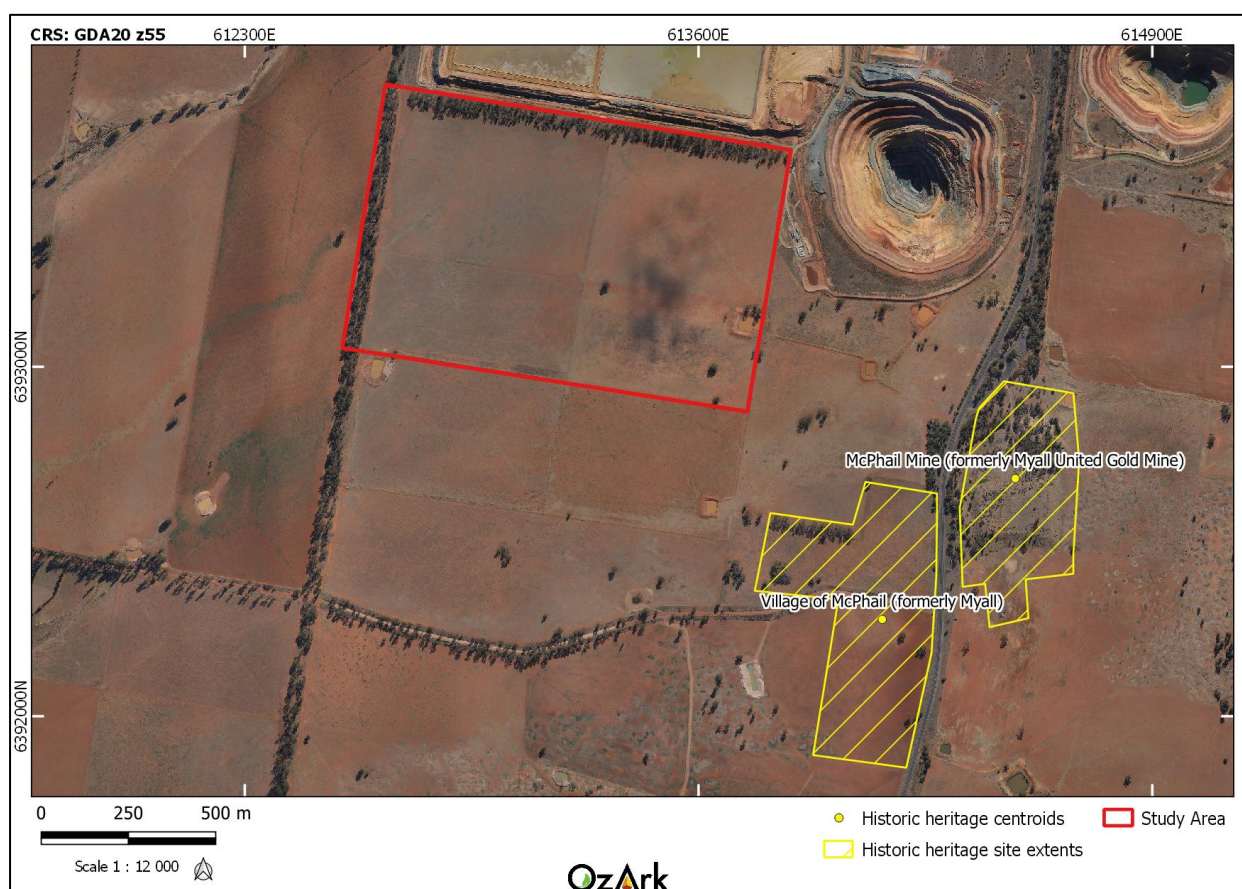 CRS: GDA20 z55
612300E
613600E
614900E
6393000N
6392000N
McPhail Mine (formerly Myall United Gold Mine)
Village of McPhail (formerly Myall)
0 250 500 m
Scale 1 : 12 000
Historic heritage centroids
Study Area
Historic heritage site extents
OzArk